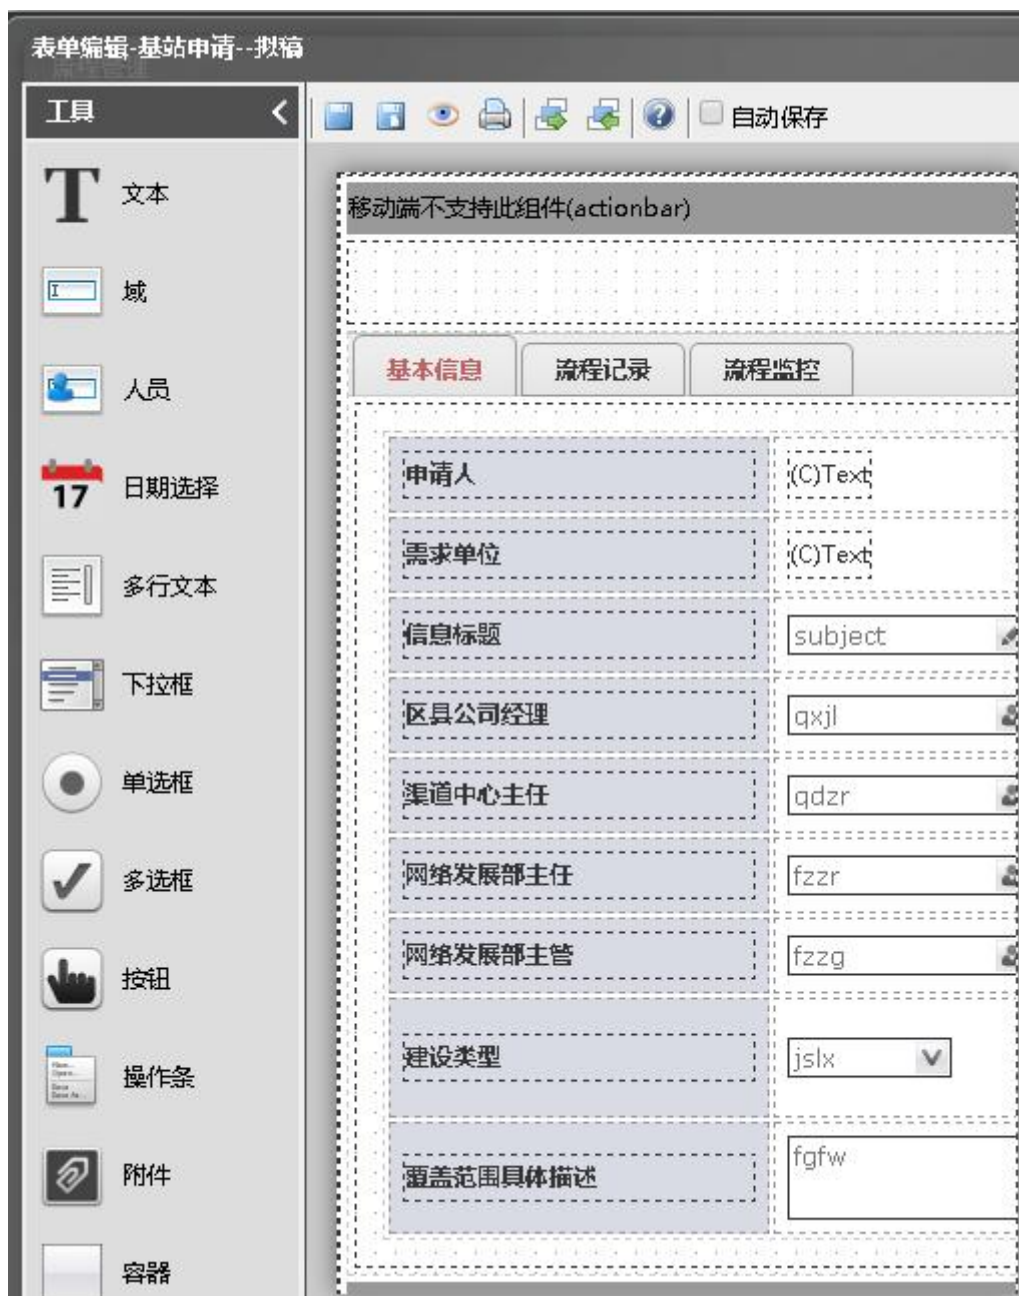 表单编辑-基站申请--拟稿
流程管理
工具
自动保存
文本
域
人员
17
日期选择
多行文本
下拉框
单选框
多选框
按钮
操作条
附件
容器
移动端不支持此组件(actionbar)
基本信息 流程记录 流程监控
申请人 (C)Text
需求单位 (C)Text
信息标题 subject
区县公司经理 qxjl
渠道中心主任 qdzr
网络发展部主任 fzzr
网络发展部主管 fzzg
建设类型 jslx
覆盖范围具体描述 fgfw